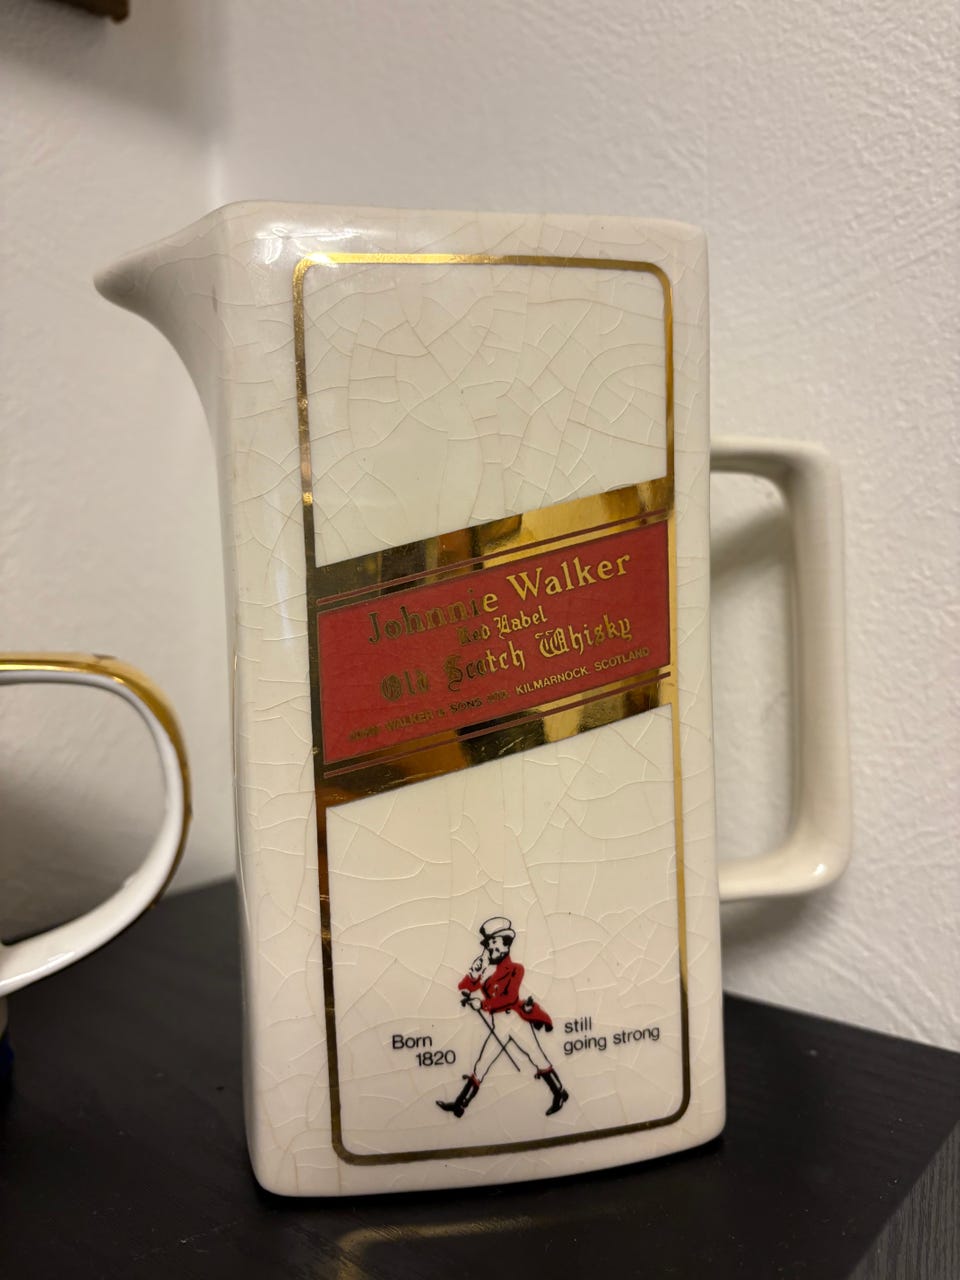 Johnnie Walker
Red Label
Old Scotch Whisky
JOHN WALKER & SONS LTD. KILMARNOCK. SCOTLAND
Born
1820
still
going strong